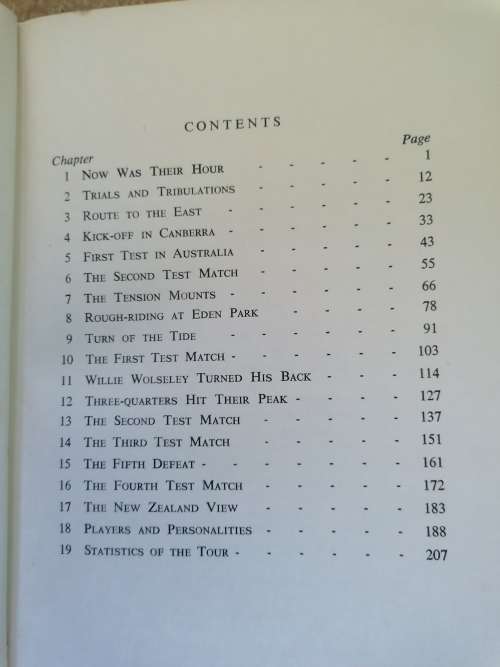 CONTENTS
Chapter Page
1 NOW WAS THEIR HOUR - - - - - 1
2 TRIALS AND TRIBULATIONS - - - - - 12
3 ROUTE TO THE EAST - - - - - - 23
4 KICK-OFF IN CANBERRA - - - - - - 33
5 FIRST TEST IN AUSTRALIA - - - - - 43
6 THE SECOND TEST MATCH - - - - - 55
7 THE TENSION MOUNTS - - - - - - 66
8 ROUGH-RIDING AT EDEN PARK - - - - 78
9 TURN OF THE TIDE - - - - - - 91
10 THE FIRST TEST MATCH - - - - - - 103
11 WILLIE WOLSELEY TURNED HIS BACK - - - 114
12 THREE-QUARTERS HIT THEIR PEAK - - - - 127
13 THE SECOND TEST MATCH - - - - - 137
14 THE THIRD TEST MATCH - - - - - 151
15 THE FIFTH DEFEAT - - - - - - - 161
16 THE FOURTH TEST MATCH - - - - - 172
17 THE NEW ZEALAND VIEW - - - - - 183
18 PLAYERS AND PERSONALITIES - - - - - 188
19 STATISTICS OF THE TOUR - - - - - - 207